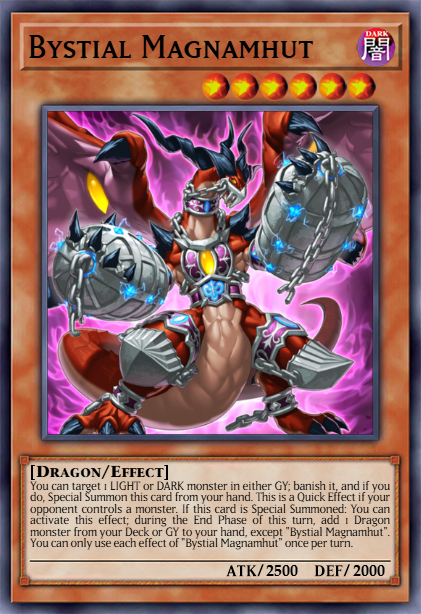 Bystial Magnamhut
DARK
闇
[Dragon/Effect]
You can target 1 LIGHT or DARK monster in either GY; banish it, and if you
do, Special Summon this card from your hand. This is a Quick Effect if your
opponent controls a monster. If this card is Special Summoned: You can
activate this effect; during the End Phase of this turn, add 1 Dragon
monster from your Deck or GY to your hand, except "Bystial Magnamhut".
You can only use each effect of "Bystial Magnamhut" once per turn.
ATK/2500 DEF/2000